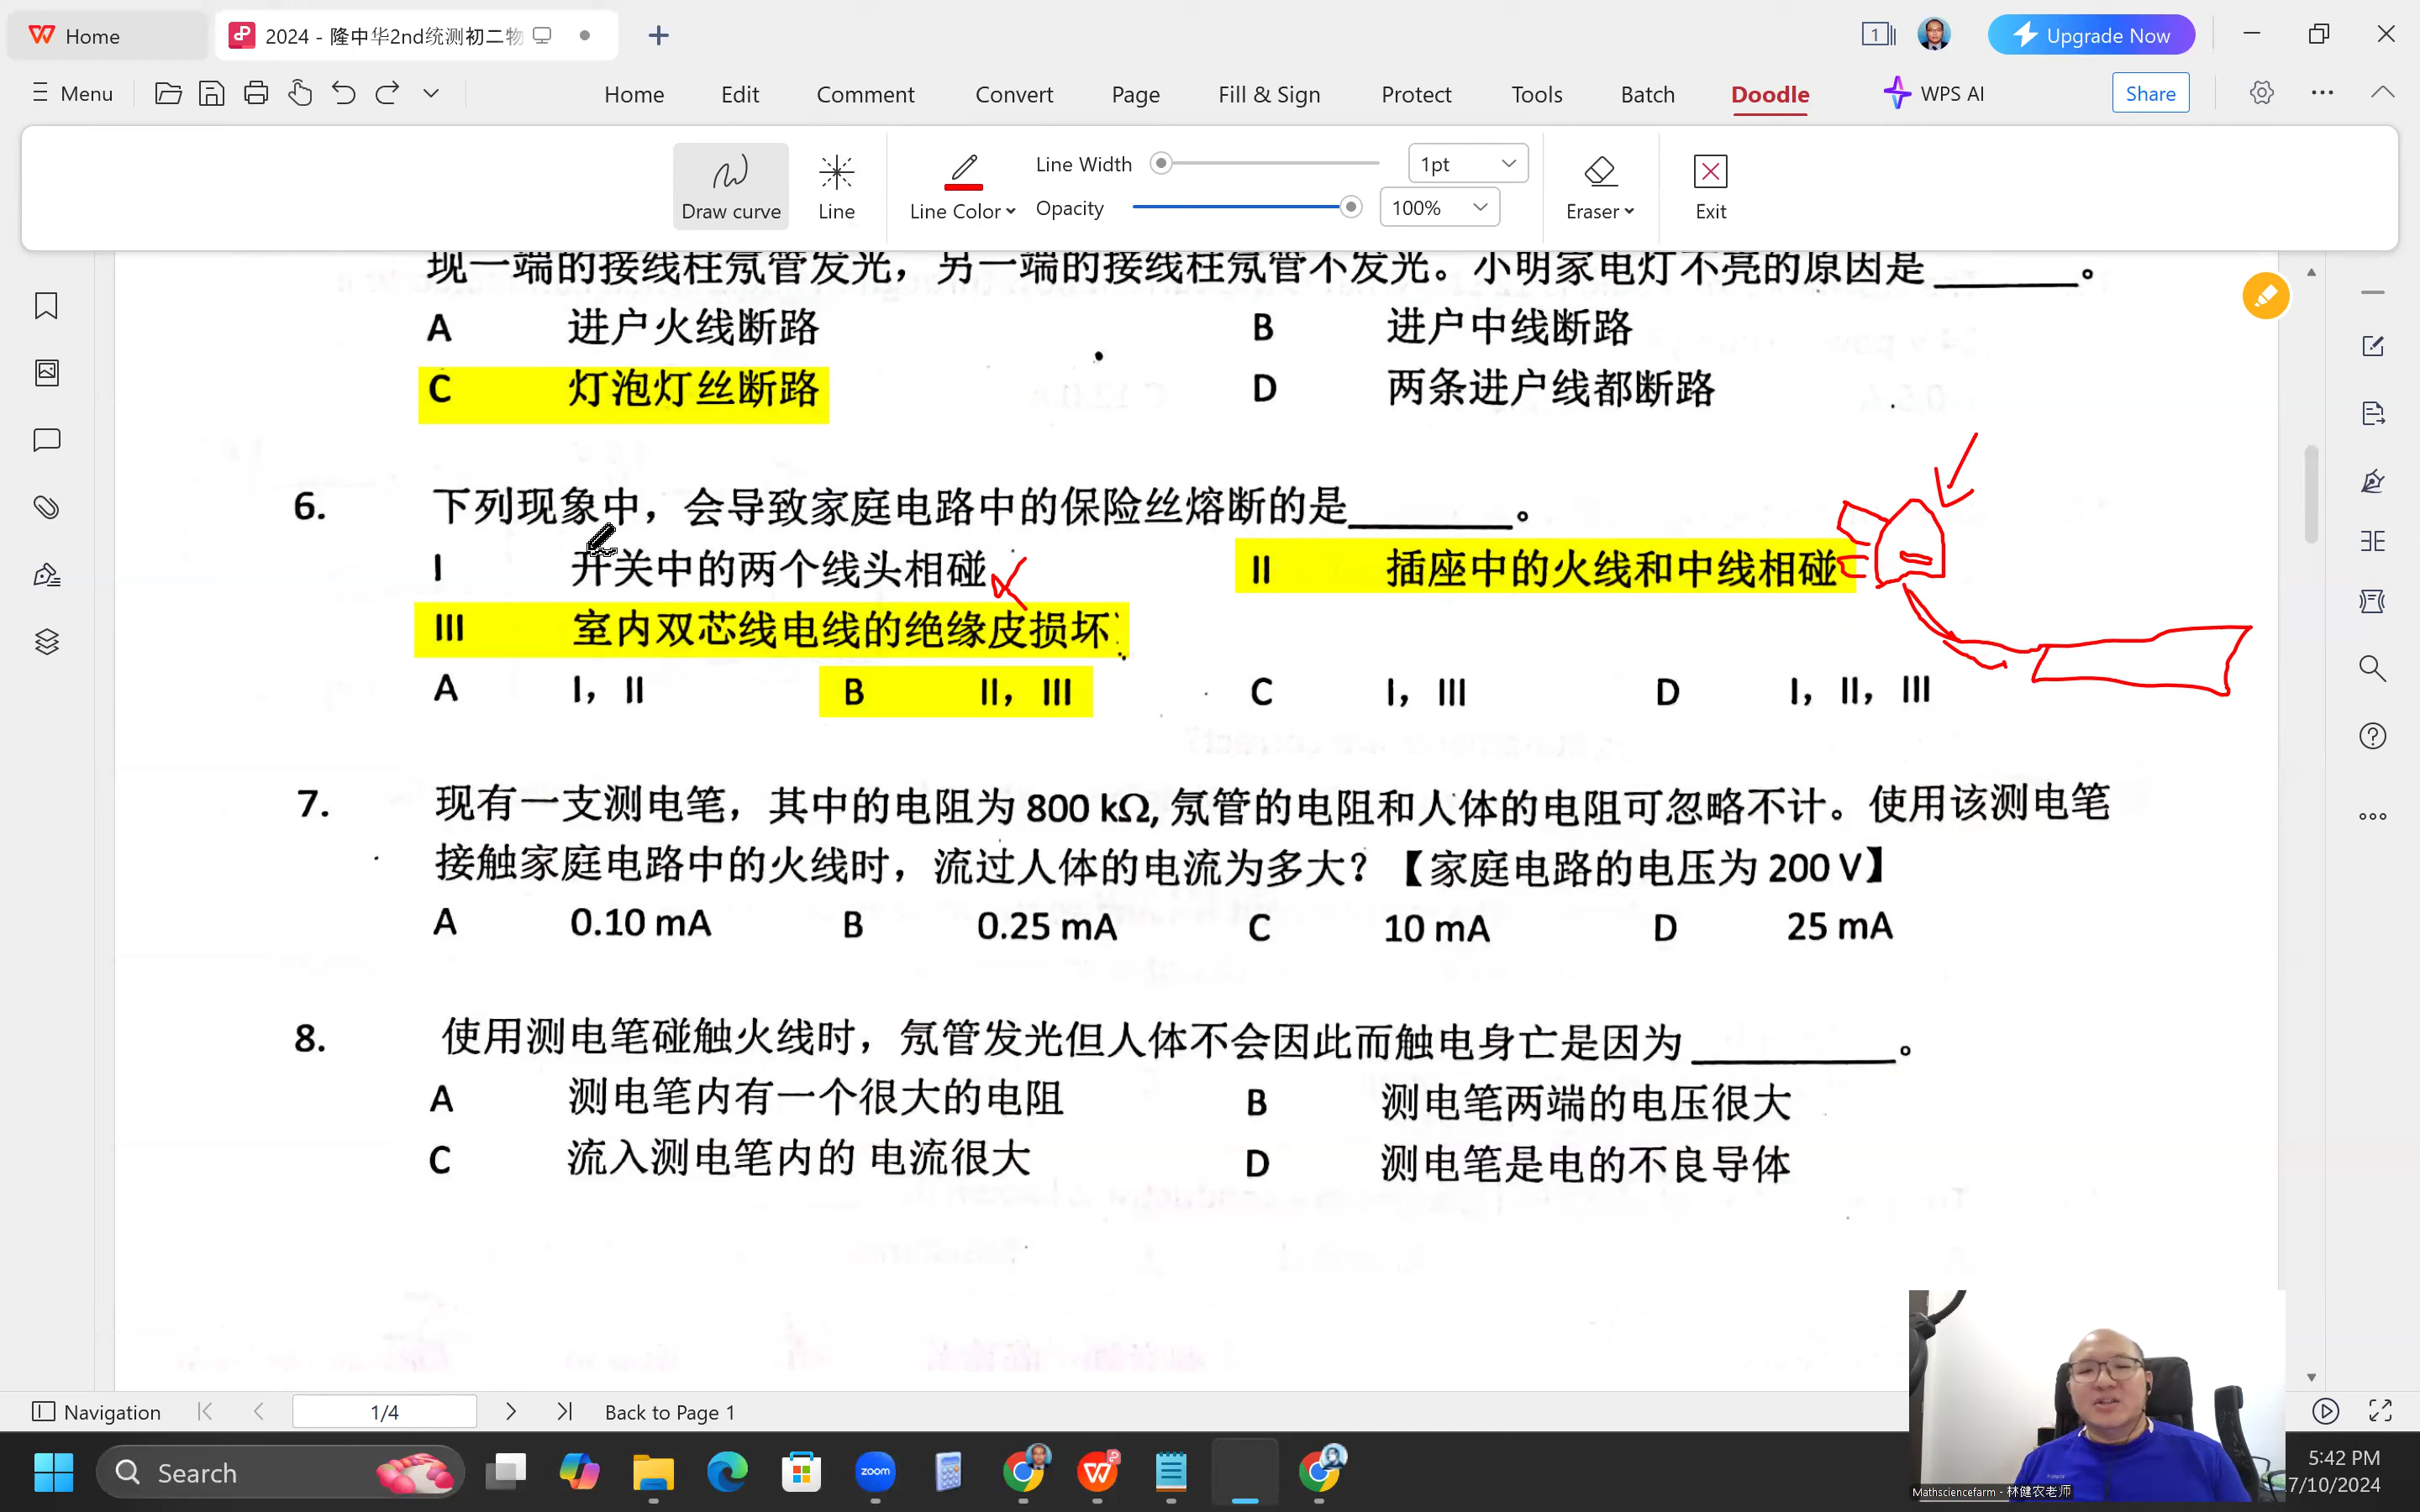 Home
2024 - 隆中华2nd统测初二物
1
Upgrade Now
Menu
Home Edit Comment Convert Page Fill & Sign Protect Tools Batch Doodle WPS AI Share
Draw curve
Line
Line Color
Line Width 1pt
Opacity 100%
Eraser
Exit
现一端的接线柱氖管发光，另一端的接线柱氖管不发光。小明家电灯不亮的原因是______。
A 进户火线断路 B 进户中线断路
C 灯泡灯丝断路 D 两条进户线都断路
6. 下列现象中，会导致家庭电路中的保险丝熔断的是_______。
I 开关中的两个线头相碰 II 插座中的火线和中线相碰
III 室内双芯线电线的绝缘皮损坏
A I，II B II，III C I，III D I，II，III
7. 现有一支测电笔，其中的电阻为 800 kΩ, 氖管的电阻和人体的电阻可忽略不计。使用该测电笔
接触家庭电路中的火线时，流过人体的电流为多大？【家庭电路的电压为 200 V】
A 0.10 mA B 0.25 mA C 10 mA D 25 mA
8. 使用测电笔碰触火线时，氖管发光但人体不会因此而触电身亡是因为_________。
A 测电笔内有一个很大的电阻 B 测电笔两端的电压很大
C 流入测电笔内的 电流很大 D 测电笔是电的不良导体
Navigation 1/4 Back to Page 1
Mathsciencefarm - 林健农老师
Search
zoom
5:42 PM
7/10/2024